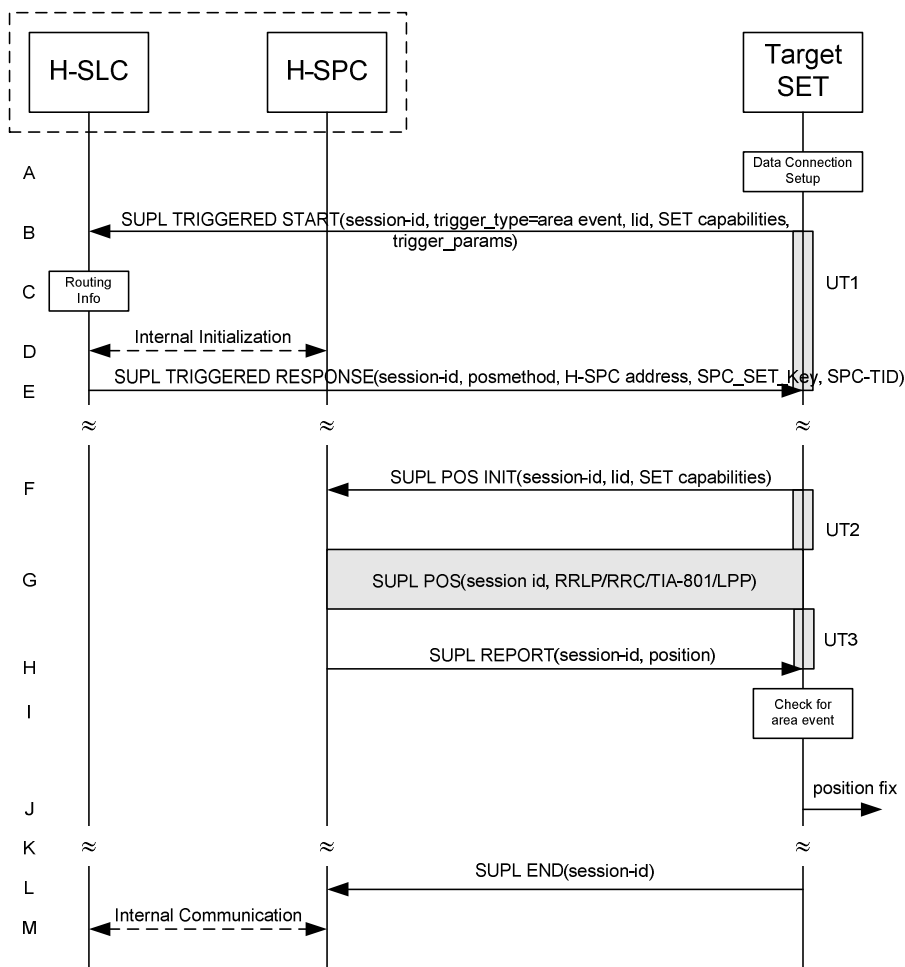 H-SLC
H-SPC
Target
SET
A
Data Connection
Setup
B
SUPL TRIGGERED START(session-id, trigger_type=area event, lid, SET capabilities,
trigger_params)
C
Routing
Info
UT1
D
Internal Initialization
E
SUPL TRIGGERED RESPONSE(session-id, posmethod, H-SPC address, SPC_SET_Key, SPC-TID)
≈ ≈ ≈
F
SUPL POS INIT(session-id, lid, SET capabilities)
UT2
G
SUPL POS(session id, RRLP/RRC/TIA-801/LPP)
UT3
H
SUPL REPORT(session-id, position)
I
Check for
area event
position fix
J
K
≈ ≈ ≈
L
SUPL END(session-id)
M
Internal Communication